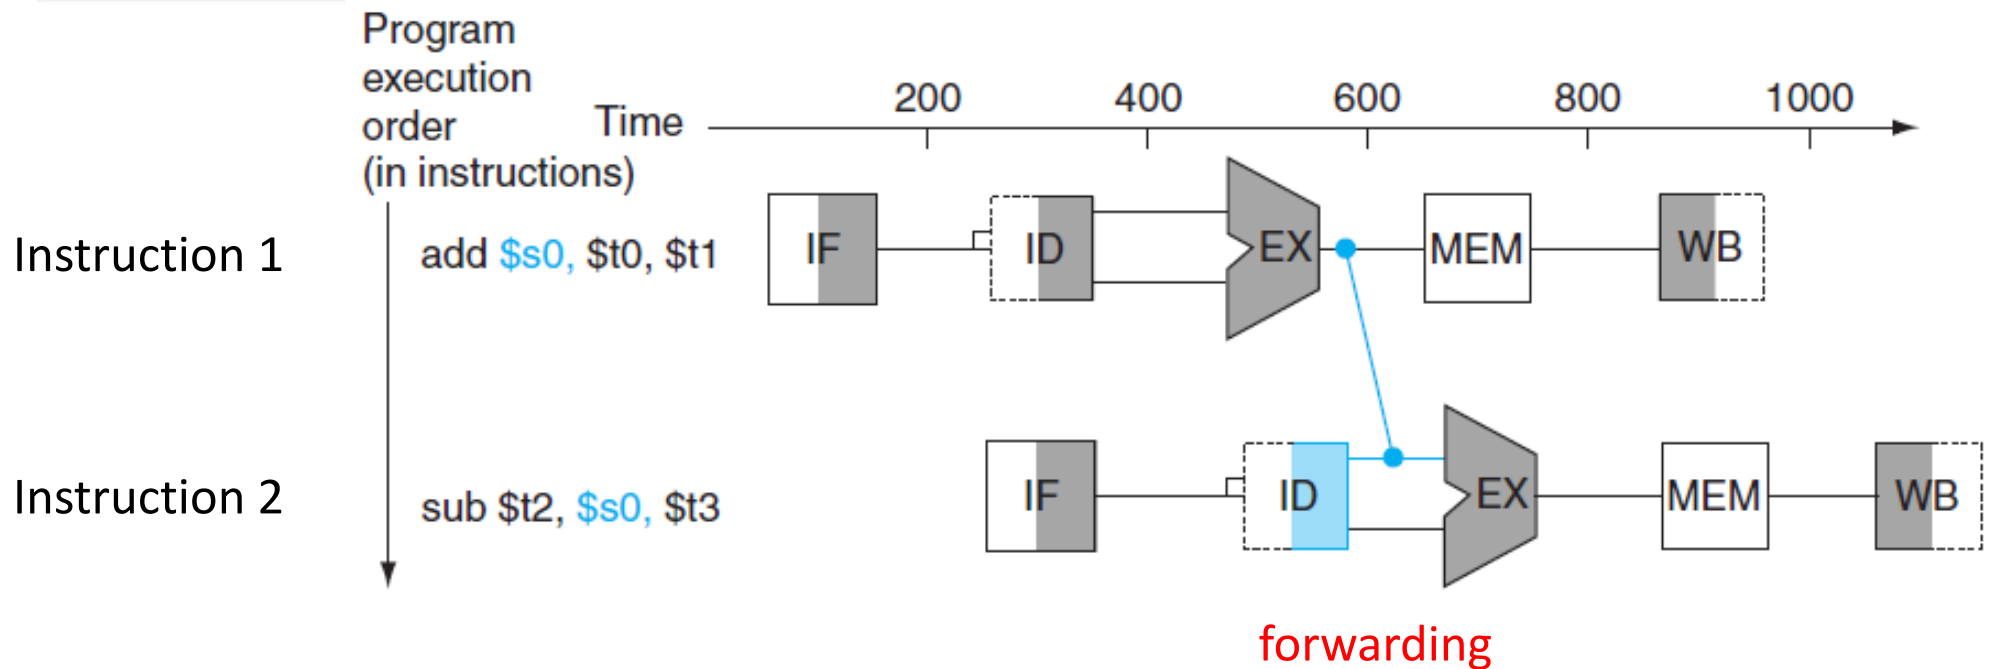 Program
execution
order
(in instructions)
Time
200 400 600 800 1000
Instruction 1 add $s0, $t0, $t1 IF ID EX MEM WB
Instruction 2 sub $t2, $s0, $t3 IF ID EX MEM WB
forwarding